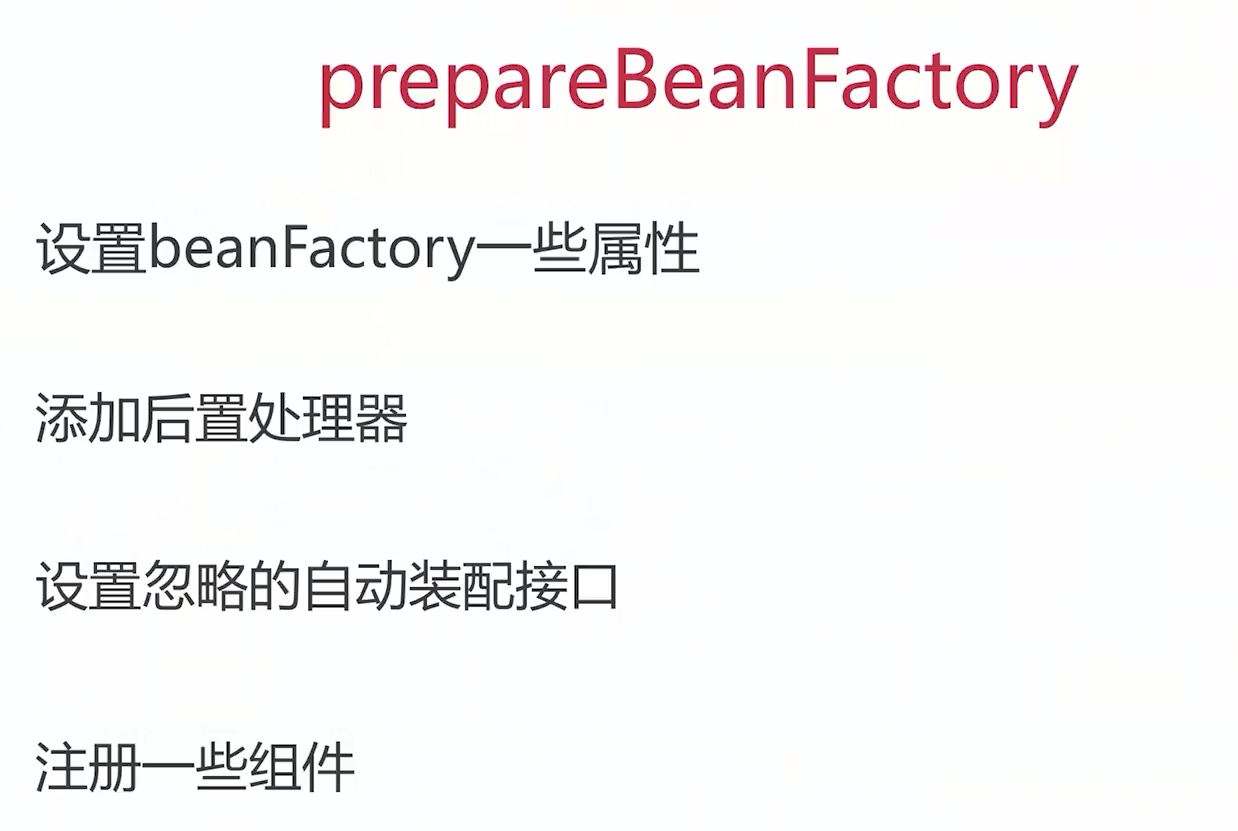 prepareBeanFactory
设置beanFactory一些属性
添加后置处理器
设置忽略的自动装配接口
注册一些组件